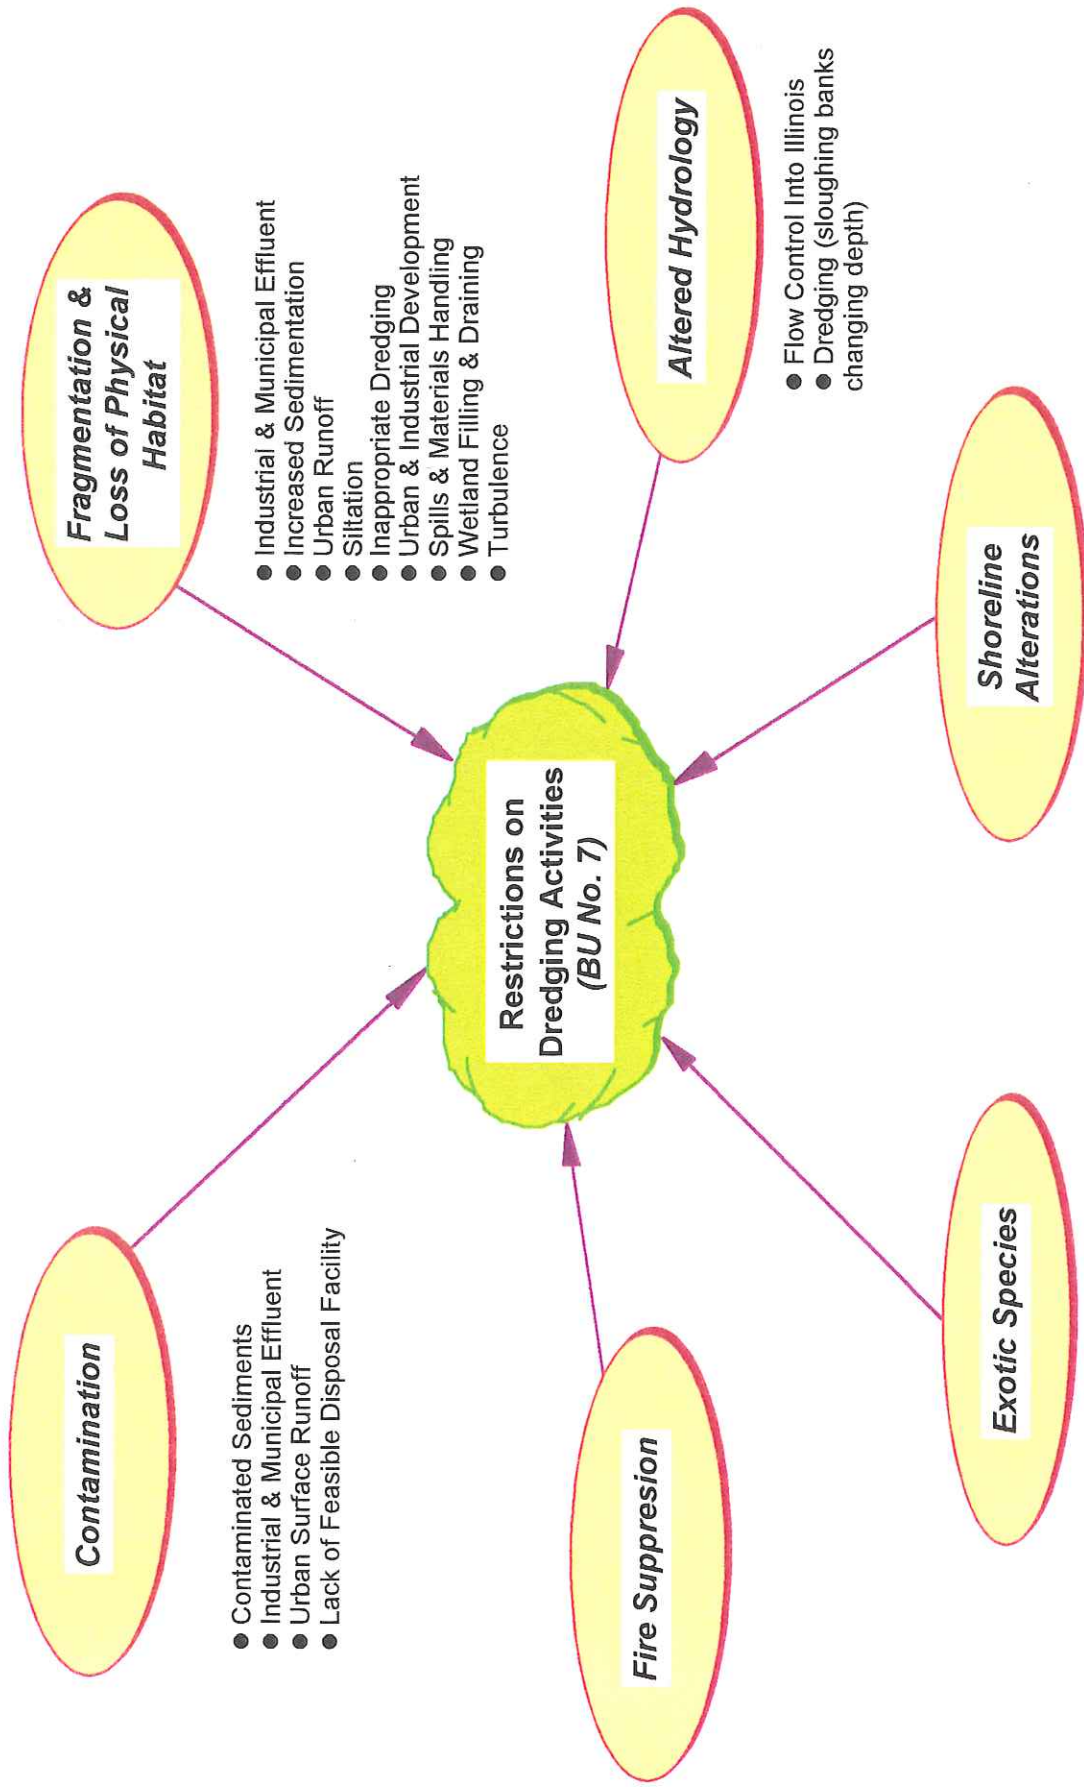 Contamination
● Contaminated Sediments
● Industrial & Municipal Effluent
● Urban Surface Runoff
● Lack of Feasible Disposal Facility
Fragmentation &
Loss of Physical
Habitat
● Industrial & Municipal Effluent
● Increased Sedimentation
● Urban Runoff
● Siltation
● Inappropriate Dredging
● Urban & Industrial Development
● Spills & Materials Handling
● Wetland Filling & Draining
● Turbulence
Restrictions on
Dredging Activities
(BU No. 7)
Fire Suppresion
Altered Hydrology
● Flow Control Into Illinois
● Dredging (sloughing banks
changing depth)
Exotic Species
Shoreline
Alterations